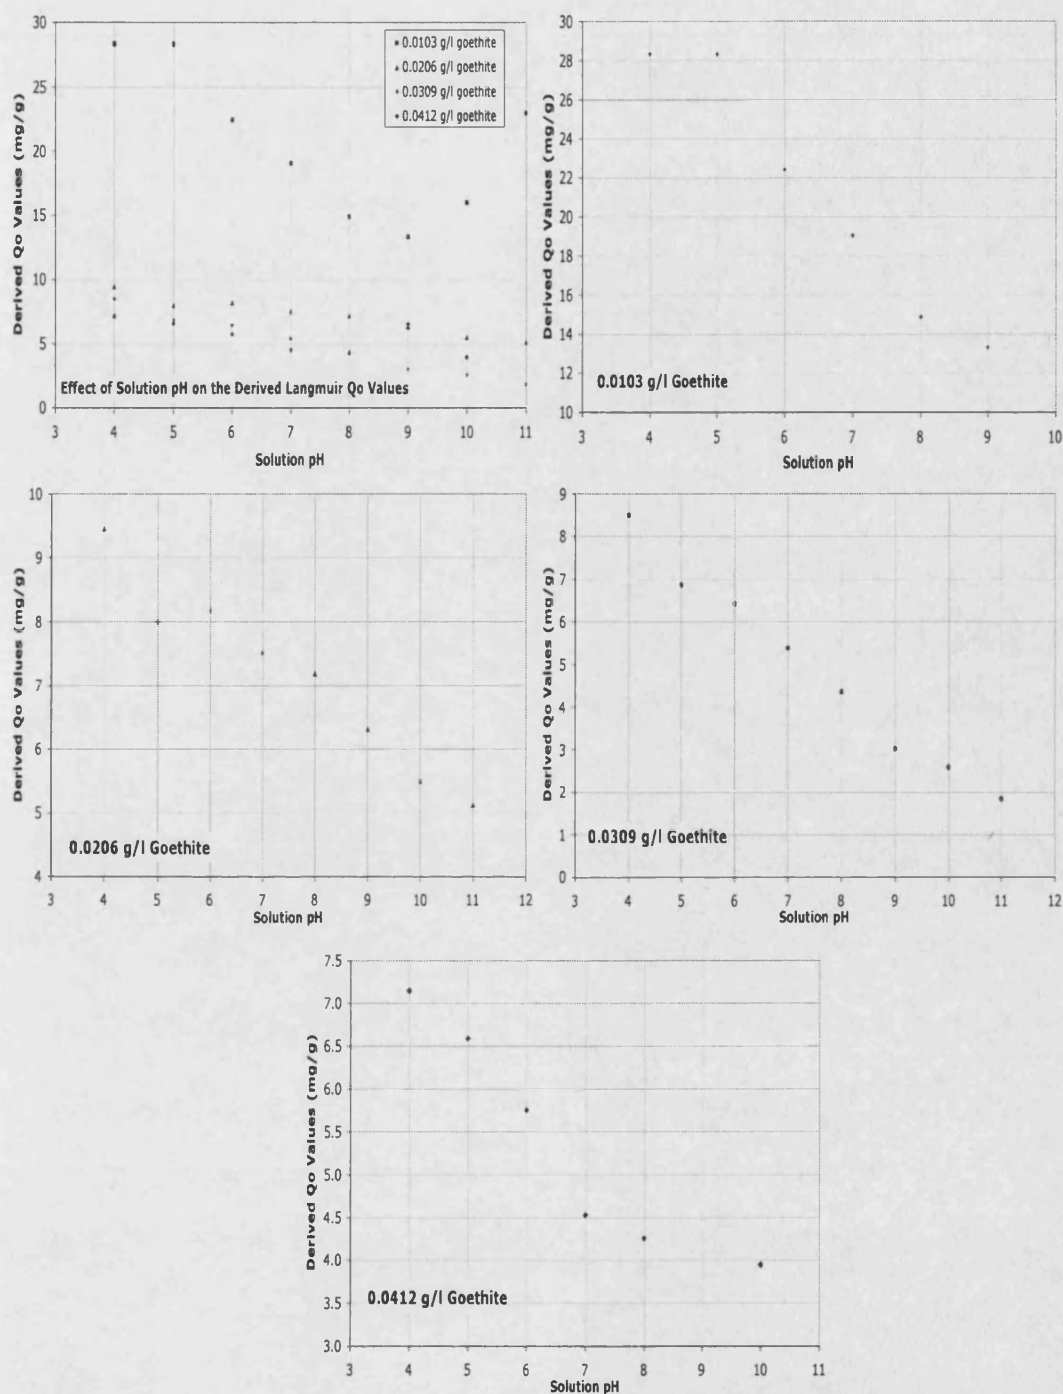 30
25
20
15
10
5
0
Derived Qo Values (mg/g)
0.0103 g/l goethite
0.0206 g/l goethite
0.0309 g/l goethite
0.0412 g/l goethite
Effect of Solution pH on the Derived Langmuir Qo Values
3 4 5 6 7 8 9 10 11
Solution pH
30
28
26
24
22
20
18
16
14
12
10
Derived Qo Values (mg/g)
0.0103 g/l Goethite
3 4 5 6 7 8 9 10
Solution pH
10
9
8
7
6
5
4
Derived Qo Values (mg/g)
0.0206 g/l Goethite
3 4 5 6 7 8 9 10 11 12
Solution pH
9
8
7
6
5
4
3
2
1
0
Derived Qo Values (mg/g)
0.0309 g/l Goethite
3 4 5 6 7 8 9 10 11 12
Solution pH
7.5
7.0
6.5
6.0
5.5
5.0
4.5
4.0
3.5
3.0
Derived Qo Values (mg/g)
0.0412 g/l Goethite
3 4 5 6 7 8 9 10 11
Solution pH